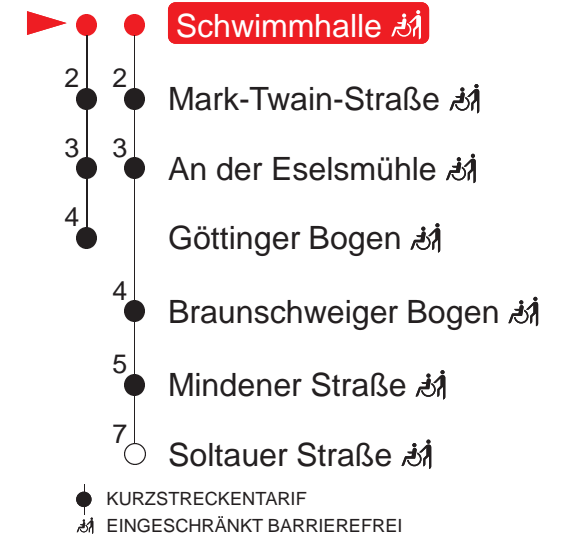 Schwimmhalle
2 2 Mark-Twain-Straße
3 3 An der Eselsmühle
4 Göttinger Bogen
4 Braunschweiger Bogen
5 Mindener Straße
7 Soltauer Straße
KURZSTRECKENTARIF
EINGESCHRÄNKT BARRIEREFREI